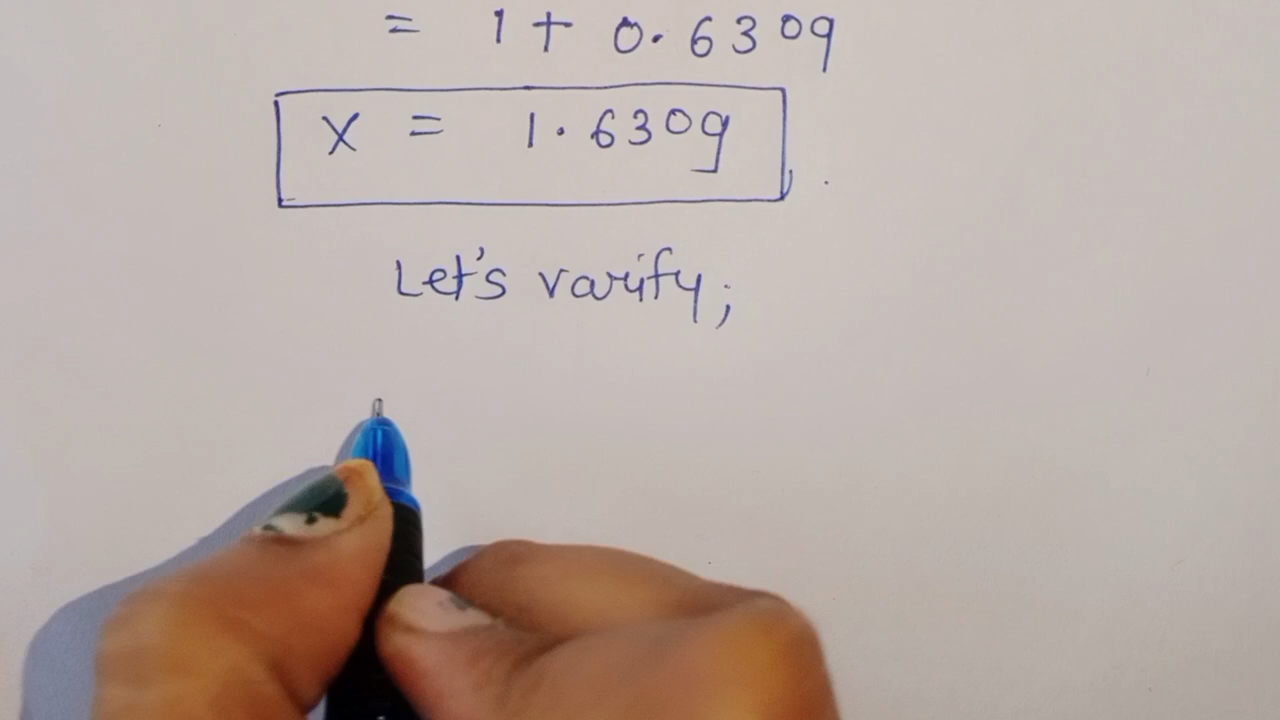 = 1 + 0.6309
x = 1.6309
Let's varify;